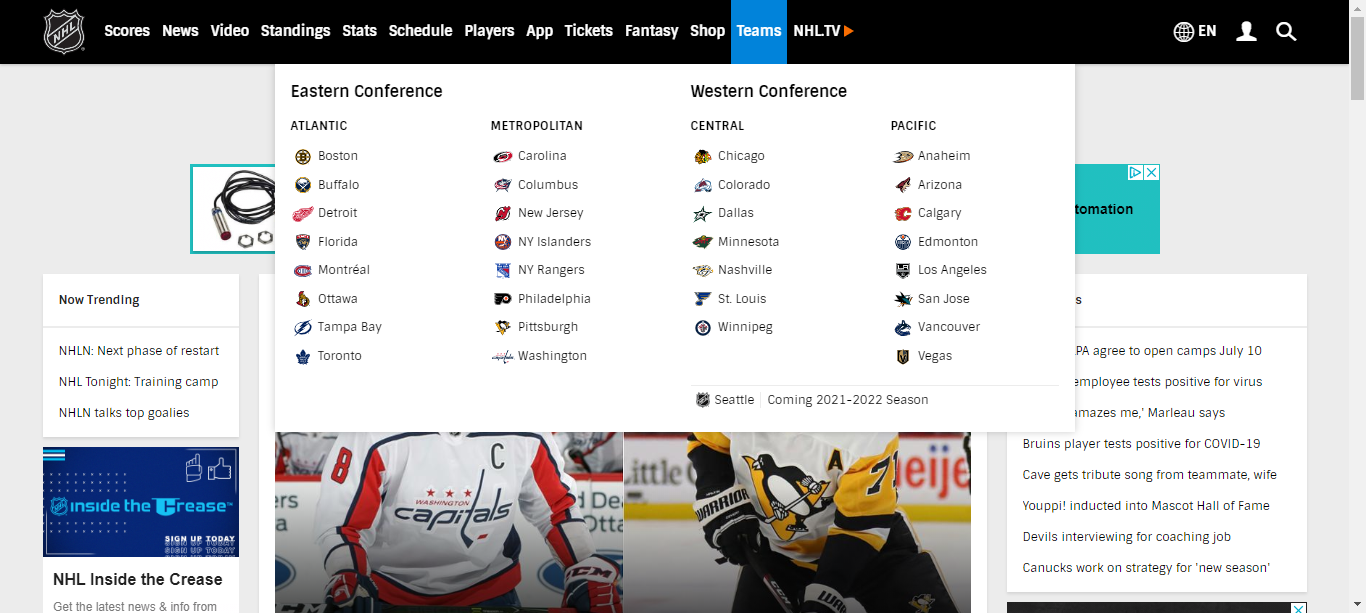 NHL
Scores News Video Standings Stats Schedule Players App Tickets Fantasy Shop Teams NHL.TV EN
Eastern Conference
Western Conference
ATLANTIC
Boston
Buffalo
Detroit
Florida
Montréal
Ottawa
Tampa Bay
Toronto
METROPOLITAN
Carolina
Columbus
New Jersey
NY Islanders
NY Rangers
Philadelphia
Pittsburgh
Washington
CENTRAL
Chicago
Colorado
Dallas
Minnesota
Nashville
St. Louis
Winnipeg
PACIFIC
Anaheim
Arizona
Calgary
Edmonton
Los Angeles
San Jose
Vancouver
Vegas
Seattle Coming 2021-2022 Season
tomation
Now Trending
NHLN: Next phase of restart
NHL Tonight: Training camp
NHLN talks top goalies
inside the Crease
SIGN UP TODAY
SIGN UP TODAY
SIGN UP TODAY
NHL Inside the Crease
Get the latest news & info from
8
C
WASHINGTON
capitals
WARRIOR
A
71
s
PA agree to open camps July 10
employee tests positive for virus
amazes me,' Marleau says
Bruins player tests positive for COVID-19
Cave gets tribute song from teammate, wife
Youppi! inducted into Mascot Hall of Fame
Devils interviewing for coaching job
Canucks work on strategy for 'new season'